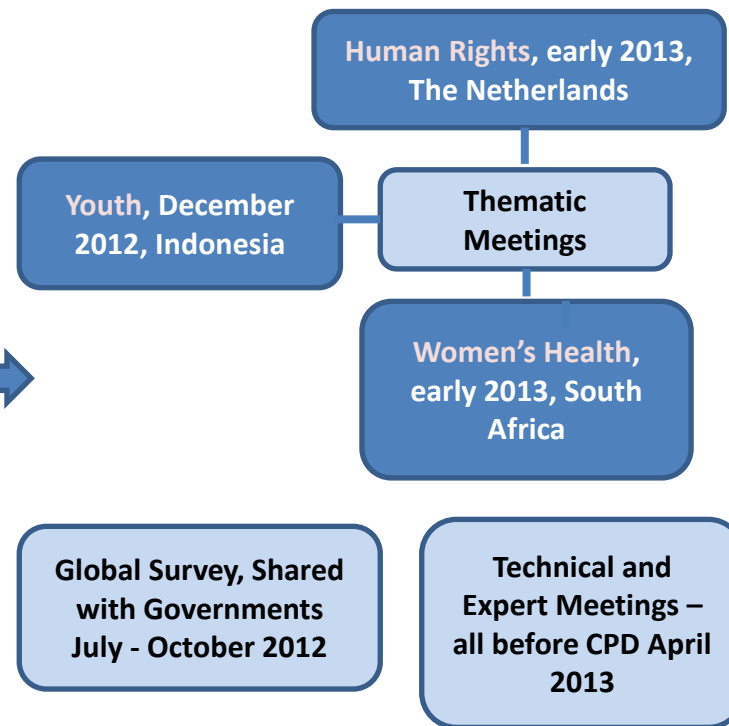 Human Rights, early 2013,
The Netherlands
Youth, December
2012, Indonesia
Thematic
Meetings
Women’s Health,
early 2013, South
Africa
Global Survey, Shared
with Governments
July - October 2012
Technical and
Expert Meetings –
all before CPD April
2013